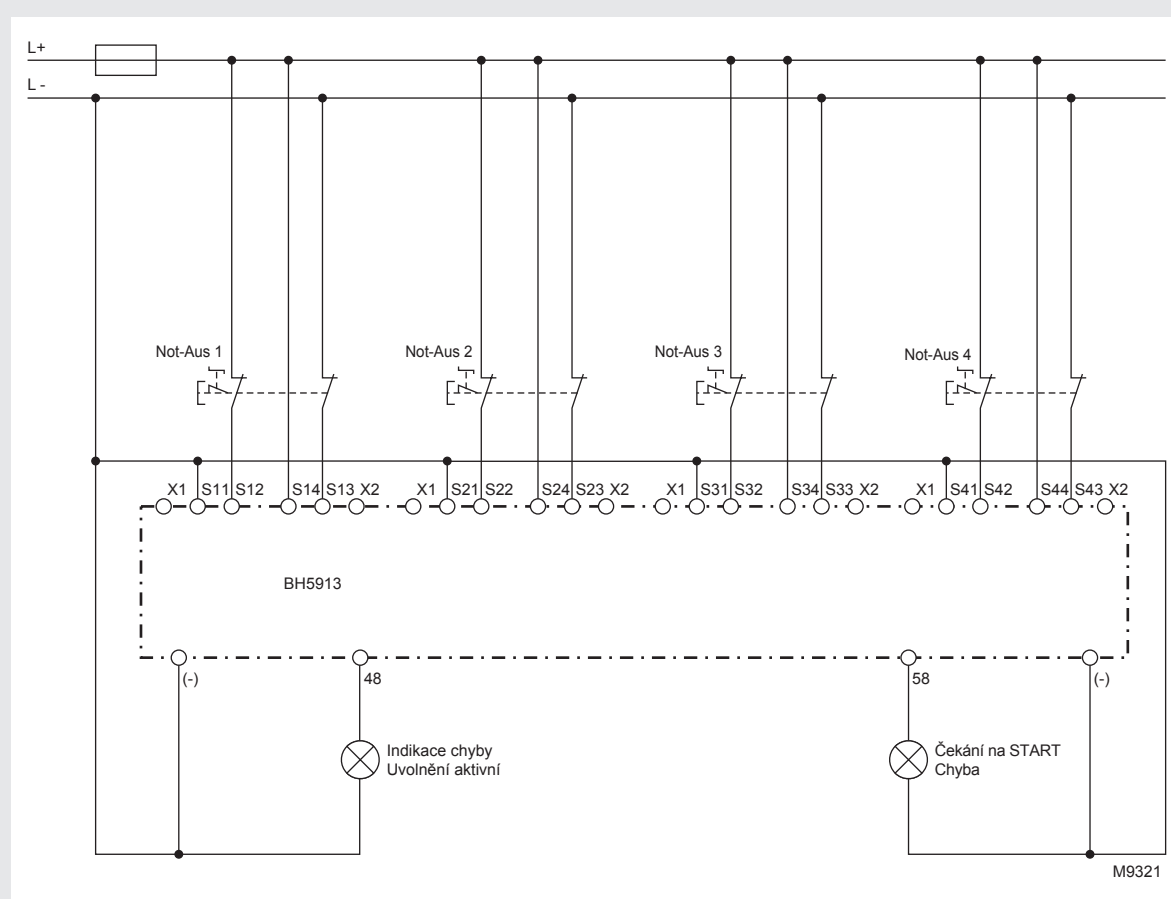 L+
L -
Not-Aus 1
Not-Aus 2
Not-Aus 3
Not-Aus 4
X1 S11 S12 S14 S13 X2 X1 S21 S22 S24 S23 X2 X1 S31 S32 S34 S33 X2 X1 S41 S42 S44 S43 X2
BH5913
(-) 48 58 (-)
Indikace chyby
Uvolnění aktivní
Čekání na START
Chyba
M9321